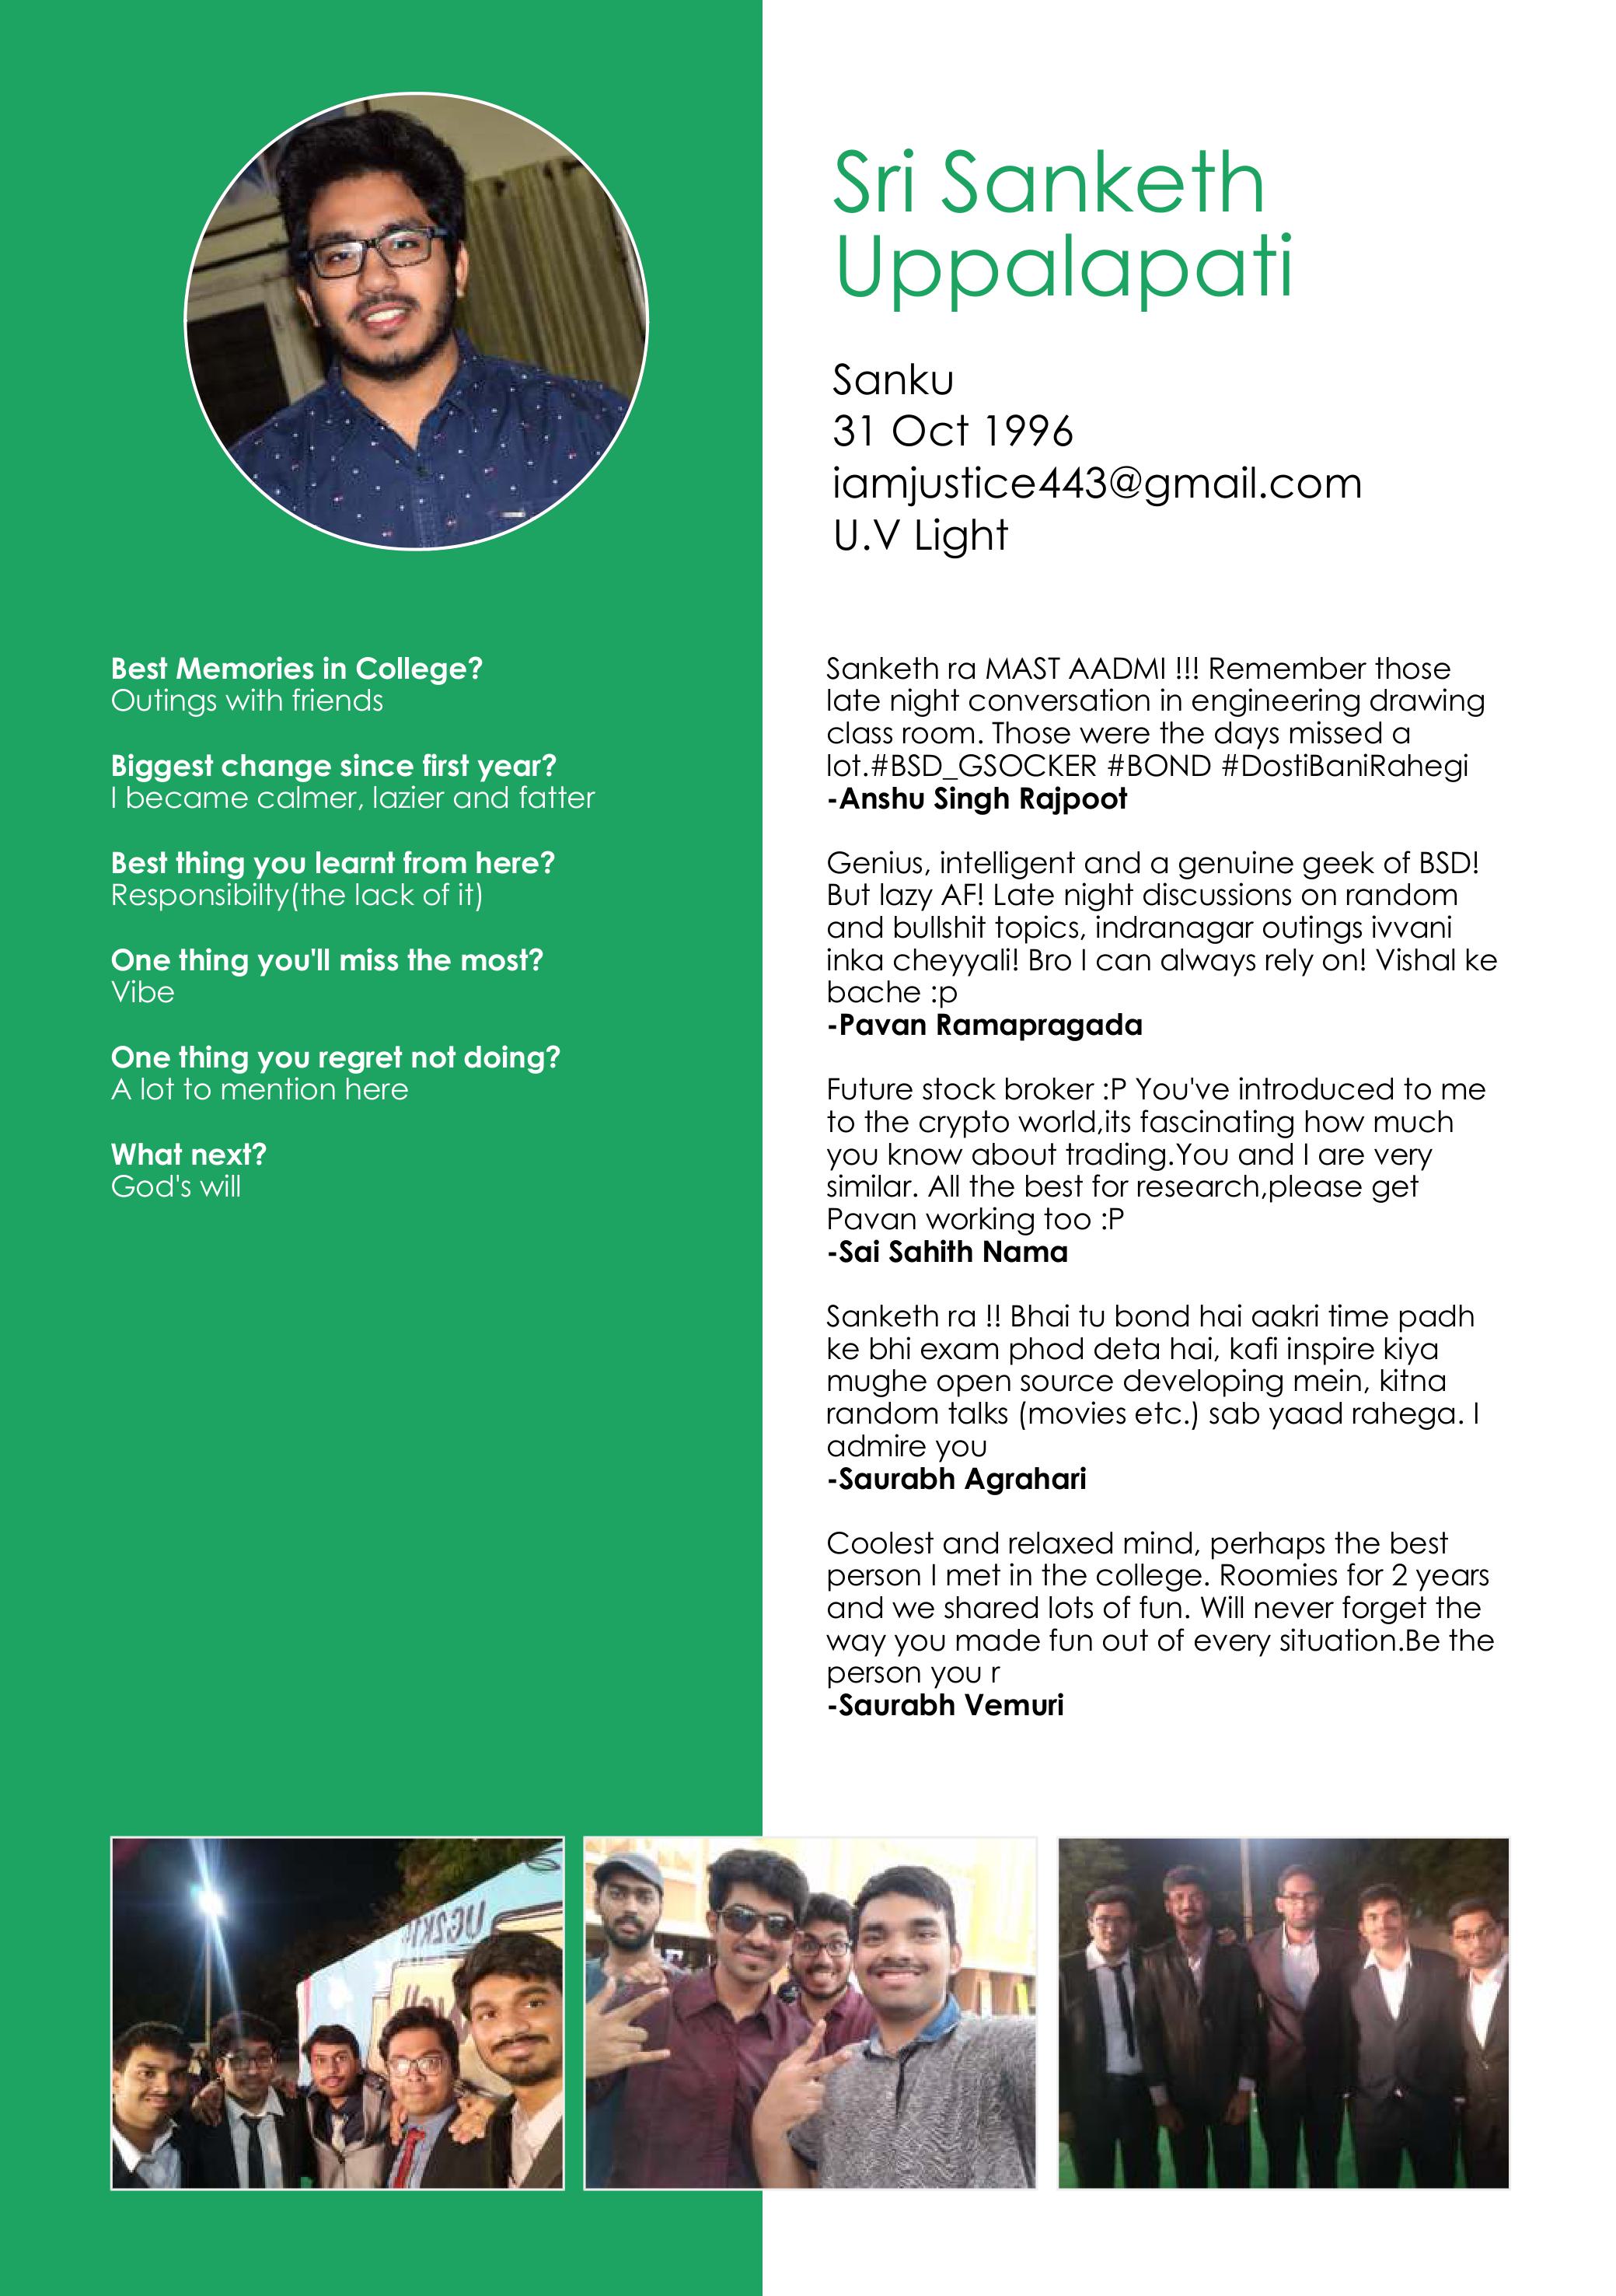 Sri Sanketh
Uppalapati
Sanku
31 Oct 1996
iamjustice443@gmail.com
U.V Light
Best Memories in College?
Outings with friends
Biggest change since first year?
I became calmer, lazier and fatter
Best thing you learnt from here?
Responsibilty(the lack of it)
One thing you'll miss the most?
Vibe
One thing you regret not doing?
A lot to mention here
What next?
God's will
Sanketh ra MAST AADMI !!! Remember those
late night conversation in engineering drawing
class room. Those were the days missed a
lot.#BSD_GSOCKER #BOND #DostiBaniRahegi
-Anshu Singh Rajpoot
Genius, intelligent and a genuine geek of BSD!
But lazy AF! Late night discussions on random
and bullshit topics, indranagar outings ivvani
inka cheyyali! Bro I can always rely on! Vishal ke
bache :p
-Pavan Ramapragada
Future stock broker :P You've introduced to me
to the crypto world,its fascinating how much
you know about trading.You and I are very
similar. All the best for research,please get
Pavan working too :P
-Sai Sahith Nama
Sanketh ra !! Bhai tu bond hai aakri time padh
ke bhi exam phod deta hai, kafi inspire kiya
mughe open source developing mein, kitna
random talks (movies etc.) sab yaad rahega. I
admire you
-Saurabh Agrahari
Coolest and relaxed mind, perhaps the best
person I met in the college. Roomies for 2 years
and we shared lots of fun. Will never forget the
way you made fun out of every situation.Be the
person you r
-Saurabh Vemuri